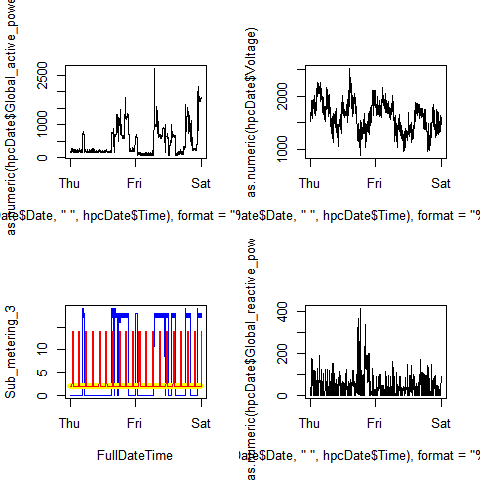 as.numeric(hpcDate$Global_active_powe
0
1000
2500
Thu
Fri
Sat
ate$Date, " ", hpcDate$Time), format = "%
as.numeric(hpcDate$Voltage)
1000
2000
Thu
Fri
Sat
ate$Date, " ", hpcDate$Time), format = "%
Sub_metering_3
0
5
10
Thu
Fri
Sat
FullDateTime
as.numeric(hpcDate$Global_reactive_pow
0
200
400
Thu
Fri
Sat
ate$Date, " ", hpcDate$Time), format = "%